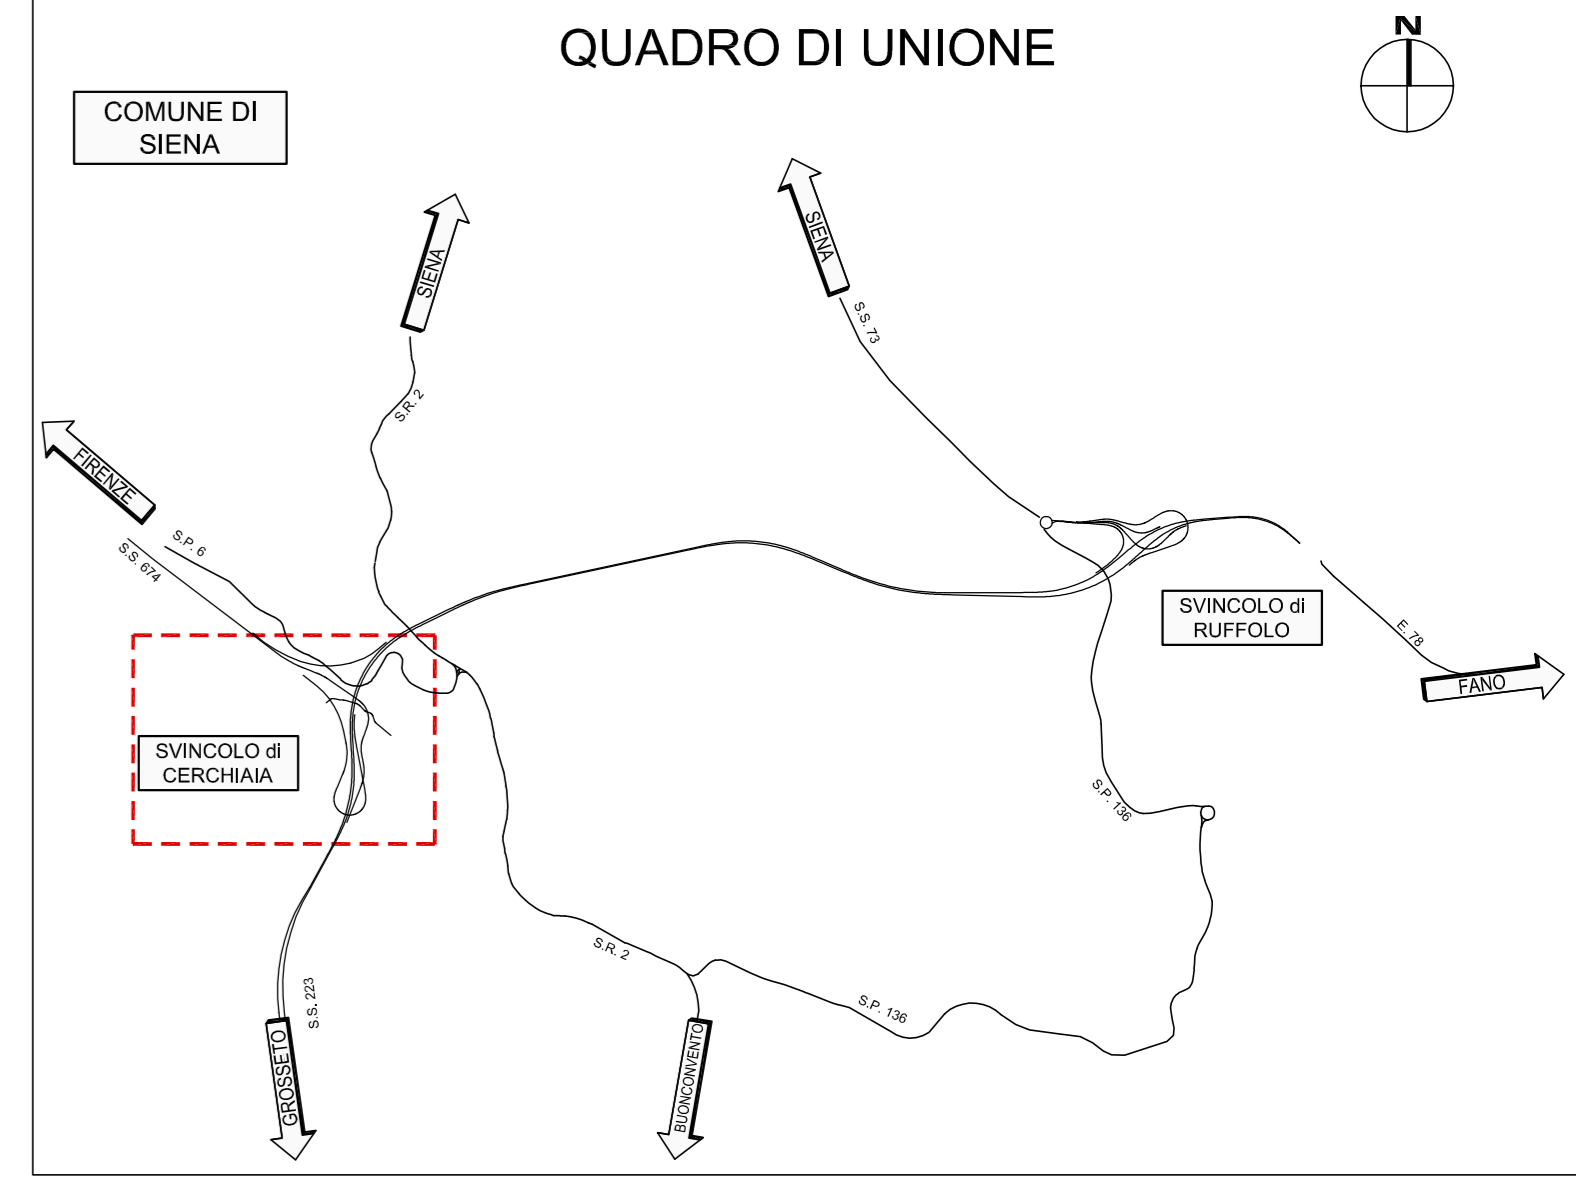 QUADRO DI UNIONE
N
COMUNE DI
SIENA
SIENA
SIENA
S.S. 73
S.R. 2
FIRENZE
S.P. 6
S.S. 674
SVINCOLO di
RUFFOLO
E. 78
FANO
SVINCOLO di
CERCHIAIA
S.P. 136
S.R. 2
S.S. 223
S.P. 136
GROSSETO
BUONCONVENTO